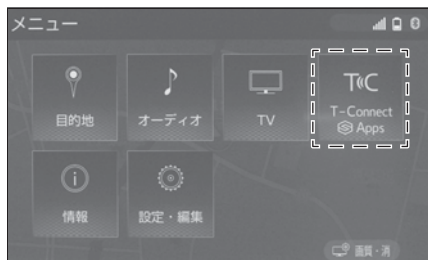 メニュー
目的地
オーディオ
TV
T«C
T-Connect
Apps
情報
設定・編集
画質・消